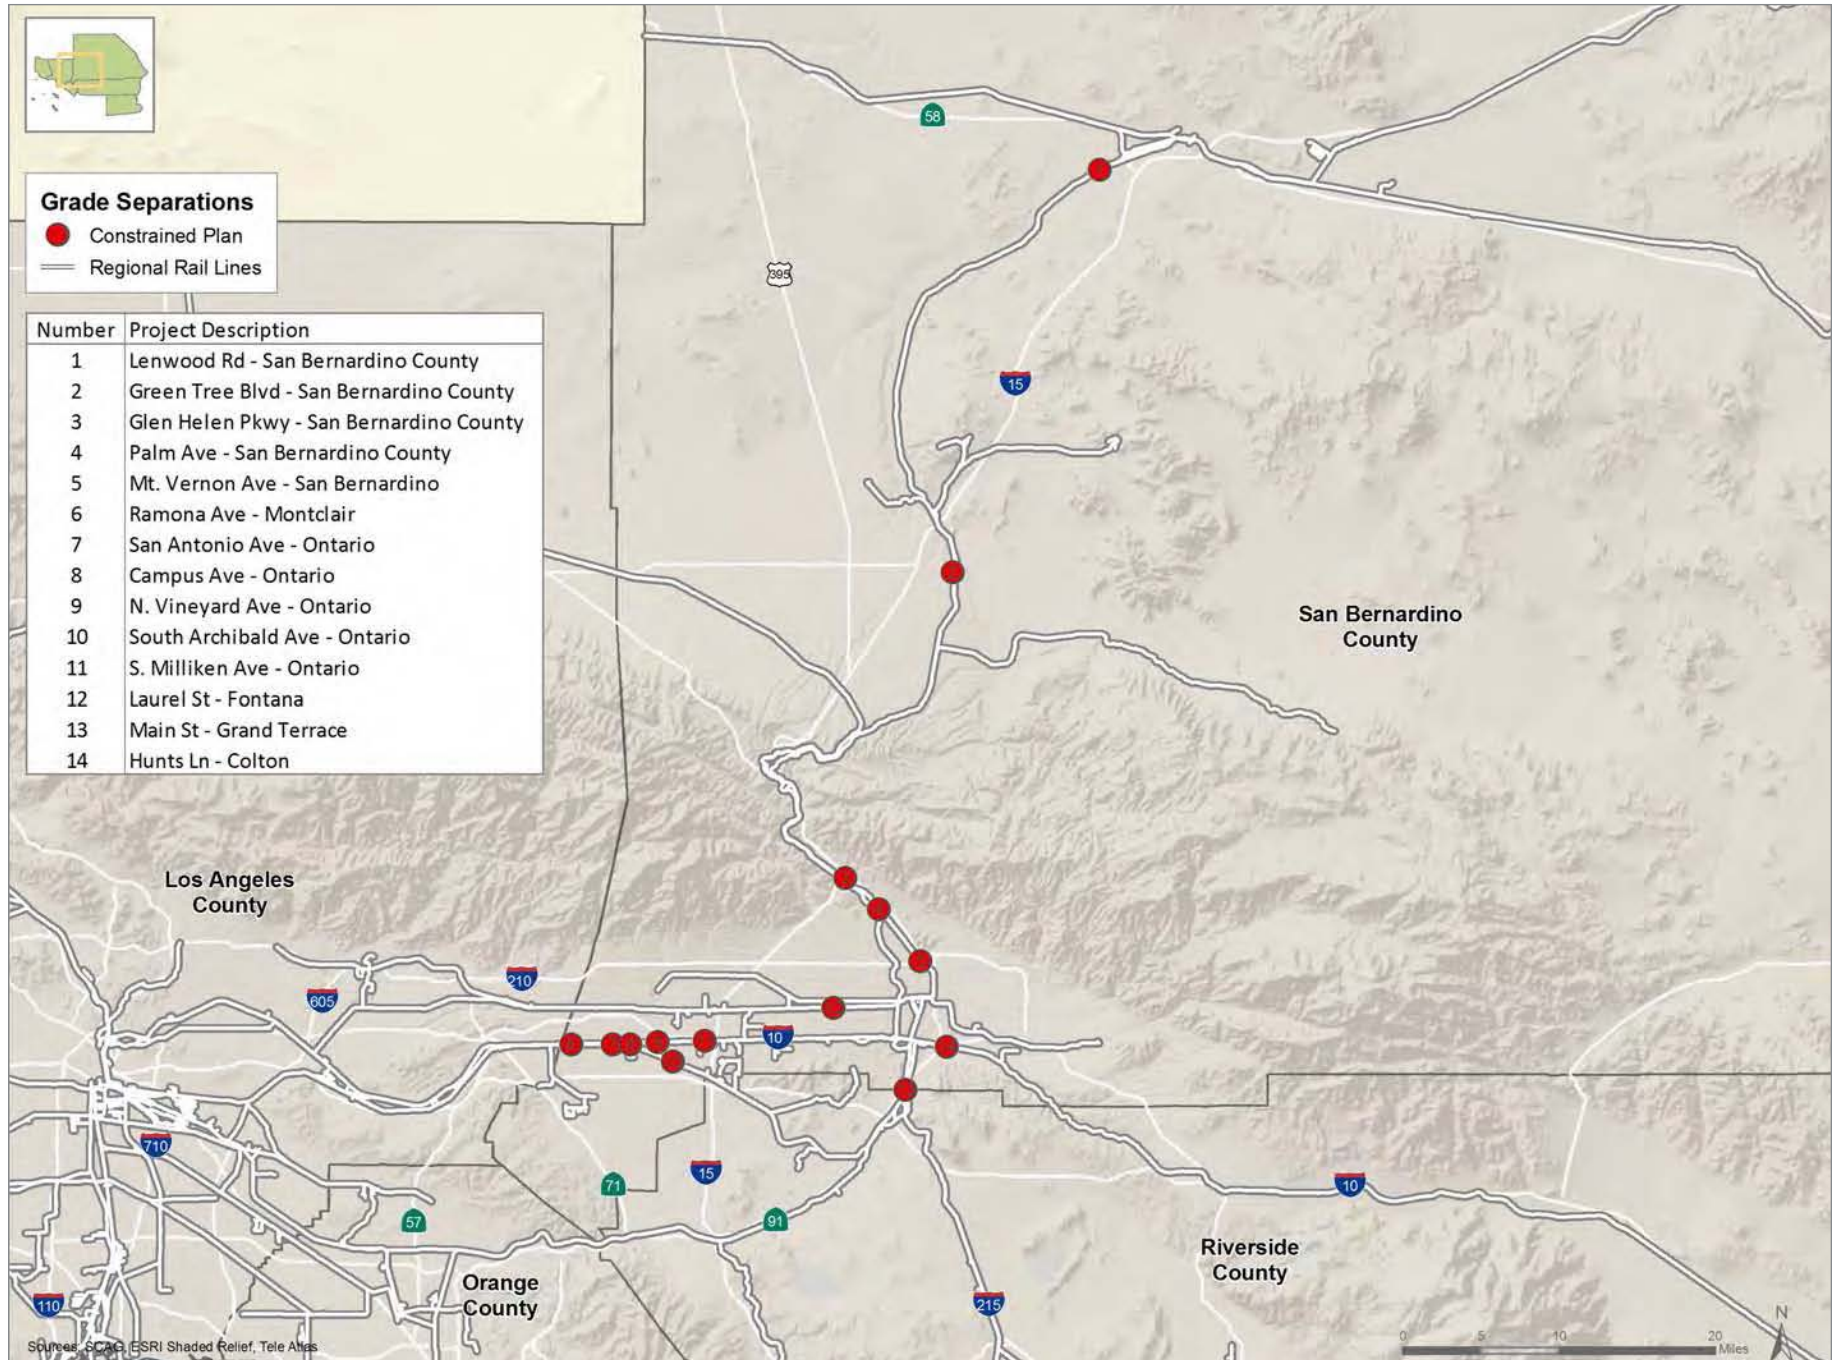 58
Grade Separations
Constrained Plan
Regional Rail Lines
395
Number Project Description
1 Lenwood Rd - San Bernardino County
2 Green Tree Blvd - San Bernardino County
3 Glen Helen Pkwy - San Bernardino County
4 Palm Ave - San Bernardino County
5 Mt. Vernon Ave - San Bernardino
6 Ramona Ave - Montclair
7 San Antonio Ave - Ontario
8 Campus Ave - Ontario
9 N. Vineyard Ave - Ontario
10 South Archibald Ave - Ontario
11 S. Milliken Ave - Ontario
12 Laurel St - Fontana
13 Main St - Grand Terrace
14 Hunts Ln - Colton
15
San Bernardino
County
Los Angeles
County
210
605
10
710
15
71
10
57
91
Riverside
County
Orange
County
110
215
N
0 5 10 20
Miles
Sources: SCAG, ESRI Shaded Relief, Tele Atlas